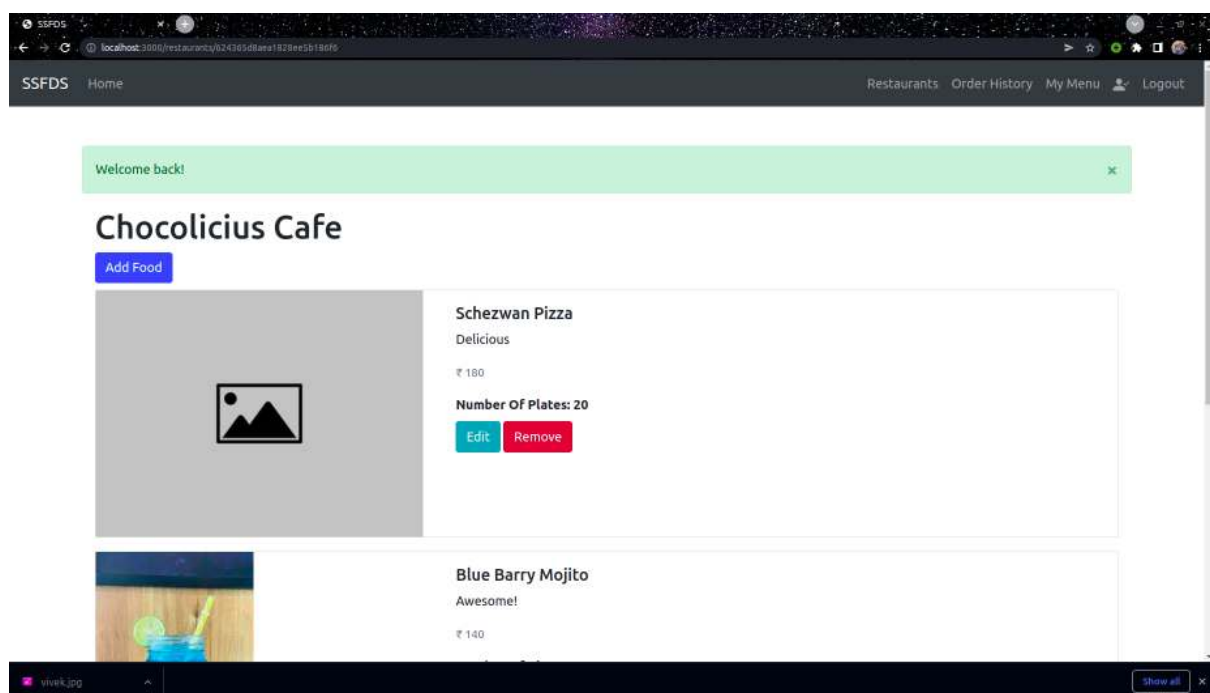 SSFDS
localhost:3000/restaurants/624365d8aea1828ee5b186f6
SSFDS Home Restaurants Order History My Menu Logout
Welcome back! ×
Chocolicius Cafe
Add Food
Schezwan Pizza
Delicious
₹ 180
Number Of Plates: 20
Edit Remove
Blue Barry Mojito
Awesome!
₹ 140
vivek.jpg Show all